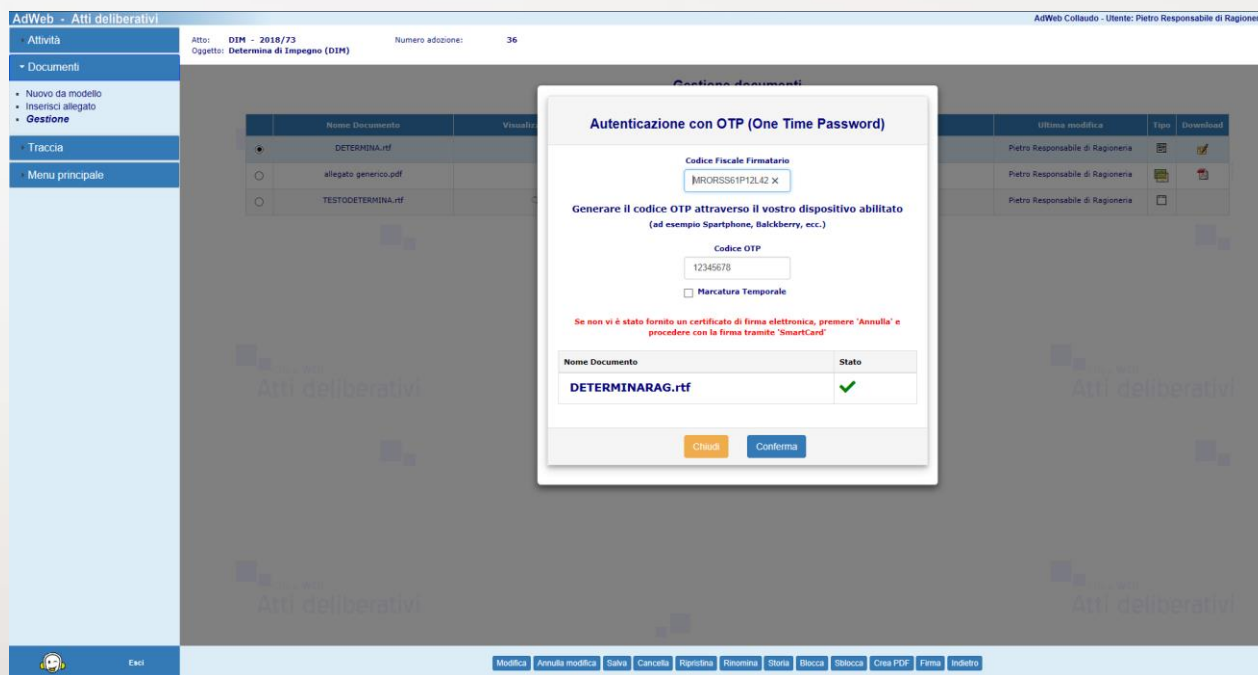 AdWeb - Atti deliberativi
AdWeb Collaudo - Utente: Pietro Responsabile di Ragioner
Attività
Atto: DIM - 2018/73 Numero adozione: 36
Oggetto: Determina di Impegno (DIM)
Documenti
Nuovo da modello
Inserisci allegato
Gestione
Traccia
Menu principale
Gestione documenti
Nome Documento Visualiz Ultima modifica Tipo Download
DETERMINA.rtf Pietro Responsabile di Ragioneria
allegato generico.pdf Pietro Responsabile di Ragioneria
TESTODETERMINA.rtf Pietro Responsabile di Ragioneria
Autenticazione con OTP (One Time Password)
Codice Fiscale Firmatario
MRORSS61P12L42
Generare il codice OTP attraverso il vostro dispositivo abilitato
(ad esempio Spartphone, Balckberry, ecc.)
Codice OTP
12345678
Marcatura Temporale
Se non vi è stato fornito un certificato di firma elettronica, premere 'Annulla' e
procedere con la firma tramite 'SmartCard'
Nome Documento Stato
DETERMINARAG.rtf
Chiudi Conferma
Atti deliberativi Atti deliberativi
Atti deliberativi Atti deliberativi
Esci
Modifica Annulla modifica Salva Cancella Ripristina Rinomina Storia Blocca Sblocca Crea PDF Firma Indietro